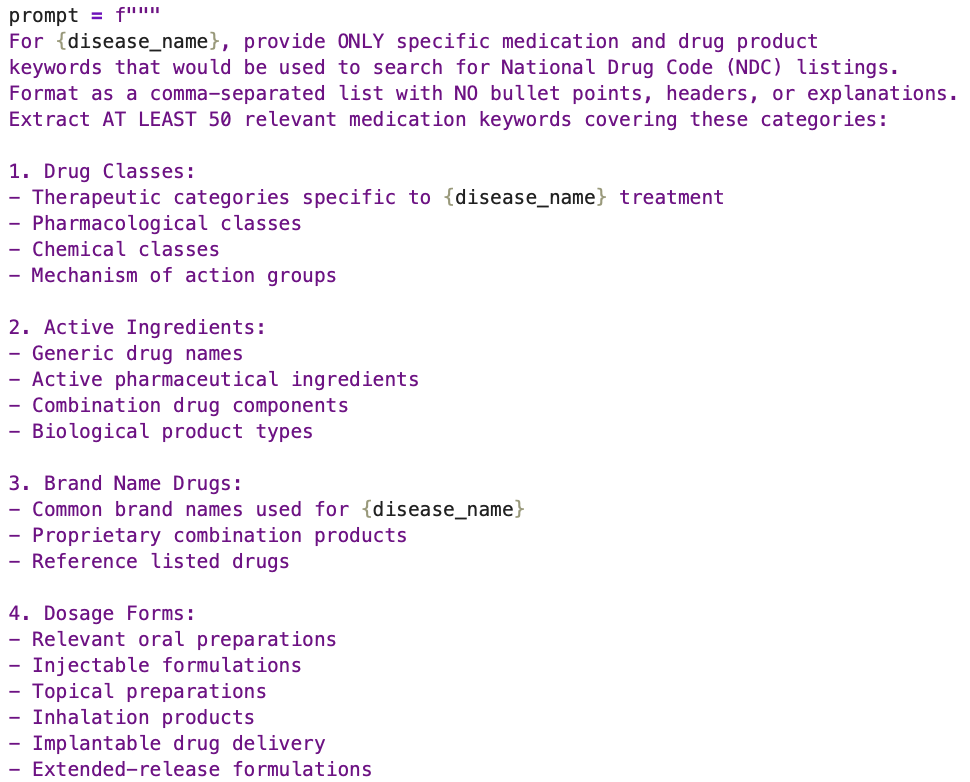 prompt = f"""
For {disease_name}, provide ONLY specific medication and drug product
keywords that would be used to search for National Drug Code (NDC) listings.
Format as a comma-separated list with NO bullet points, headers, or explanations.
Extract AT LEAST 50 relevant medication keywords covering these categories:
1. Drug Classes:
- Therapeutic categories specific to {disease_name} treatment
- Pharmacological classes
- Chemical classes
- Mechanism of action groups
2. Active Ingredients:
- Generic drug names
- Active pharmaceutical ingredients
- Combination drug components
- Biological product types
3. Brand Name Drugs:
- Common brand names used for {disease_name}
- Proprietary combination products
- Reference listed drugs
4. Dosage Forms:
- Relevant oral preparations
- Injectable formulations
- Topical preparations
- Inhalation products
- Implantable drug delivery
- Extended-release formulations